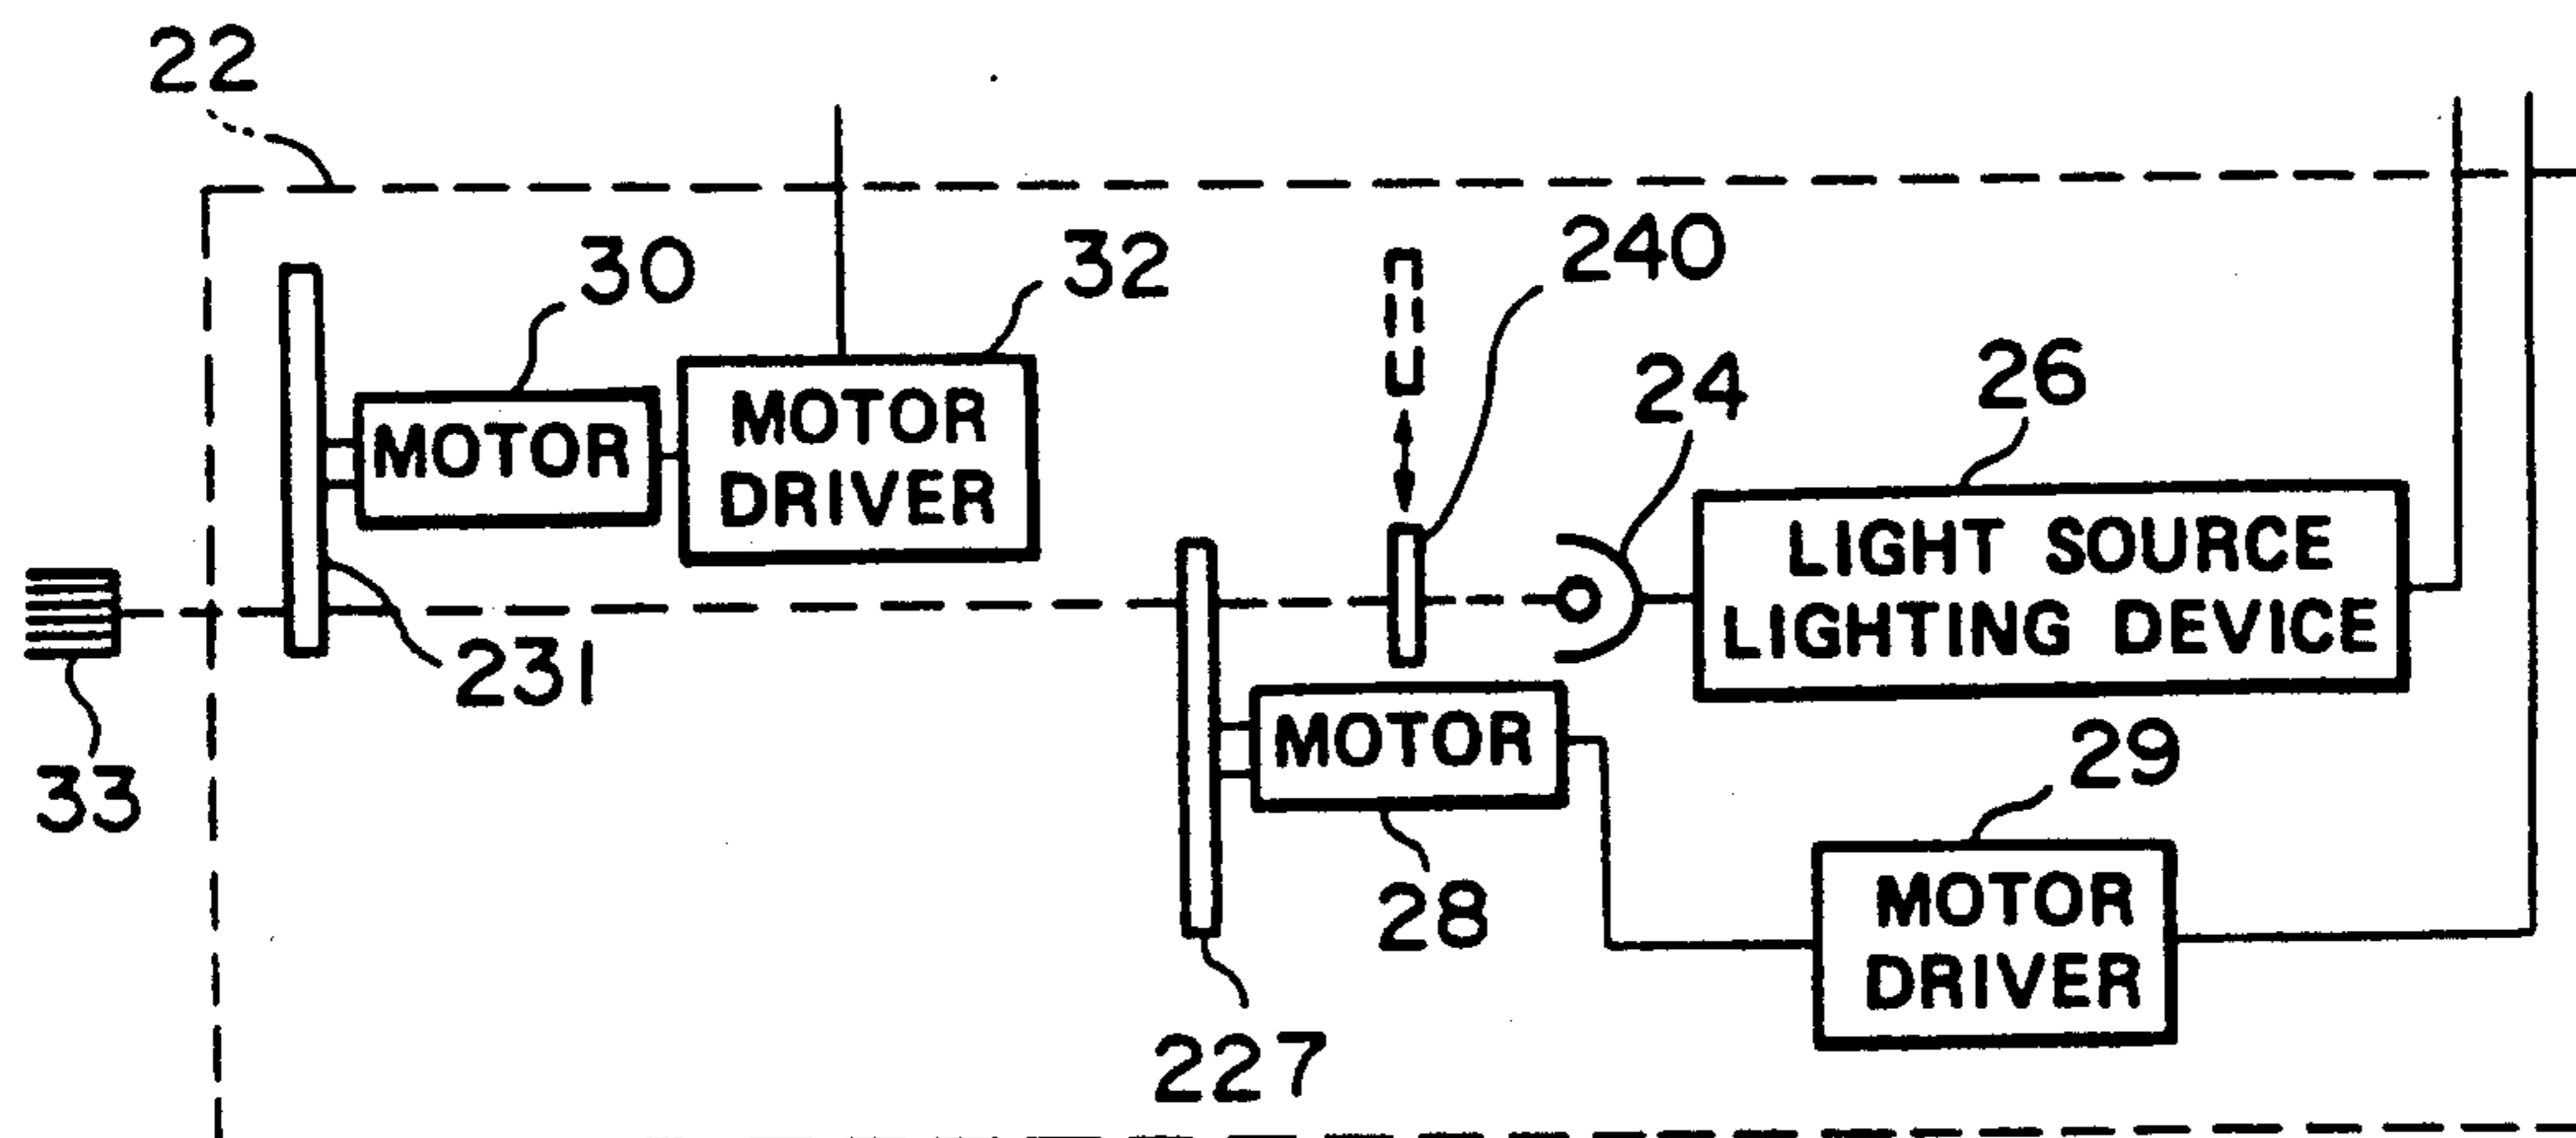 22
30
32
240
24
26
MOTOR
MOTOR
DRIVER
LIGHT SOURCE
LIGHTING DEVICE
231
33
MOTOR
29
28
MOTOR
DRIVER
227